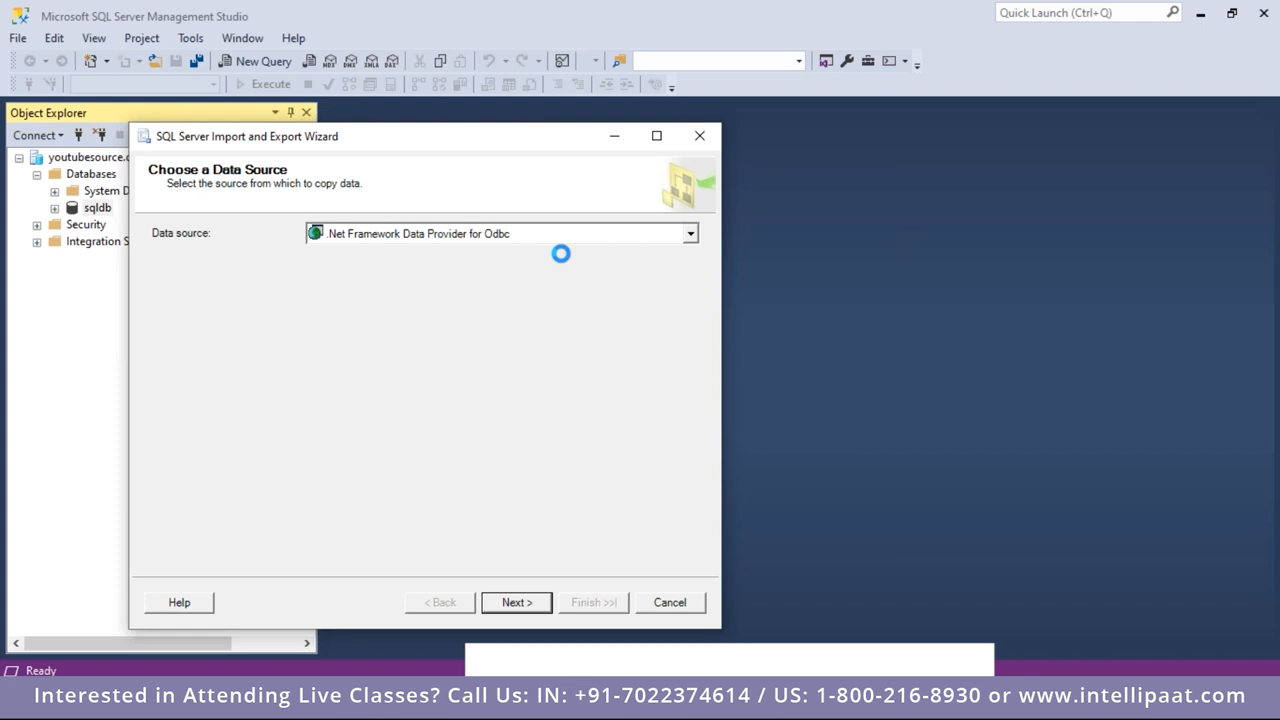 Microsoft SQL Server Management Studio
Quick Launch (Ctrl+Q)
File Edit View Project Tools Window Help
New Query
MDX DMX XMLA DAX
Execute
Object Explorer
Connect
SQL Server Import and Export Wizard
youtubesource.
Databases
System D
sqldb
Security
Integration S
Choose a Data Source
Select the source from which to copy data.
Data source: .Net Framework Data Provider for Odbc
Help < Back Next > Finish >>| Cancel
Ready
Interested in Attending Live Classes? Call Us: IN: +91-7022374614 / US: 1-800-216-8930 or www.intellipaat.com